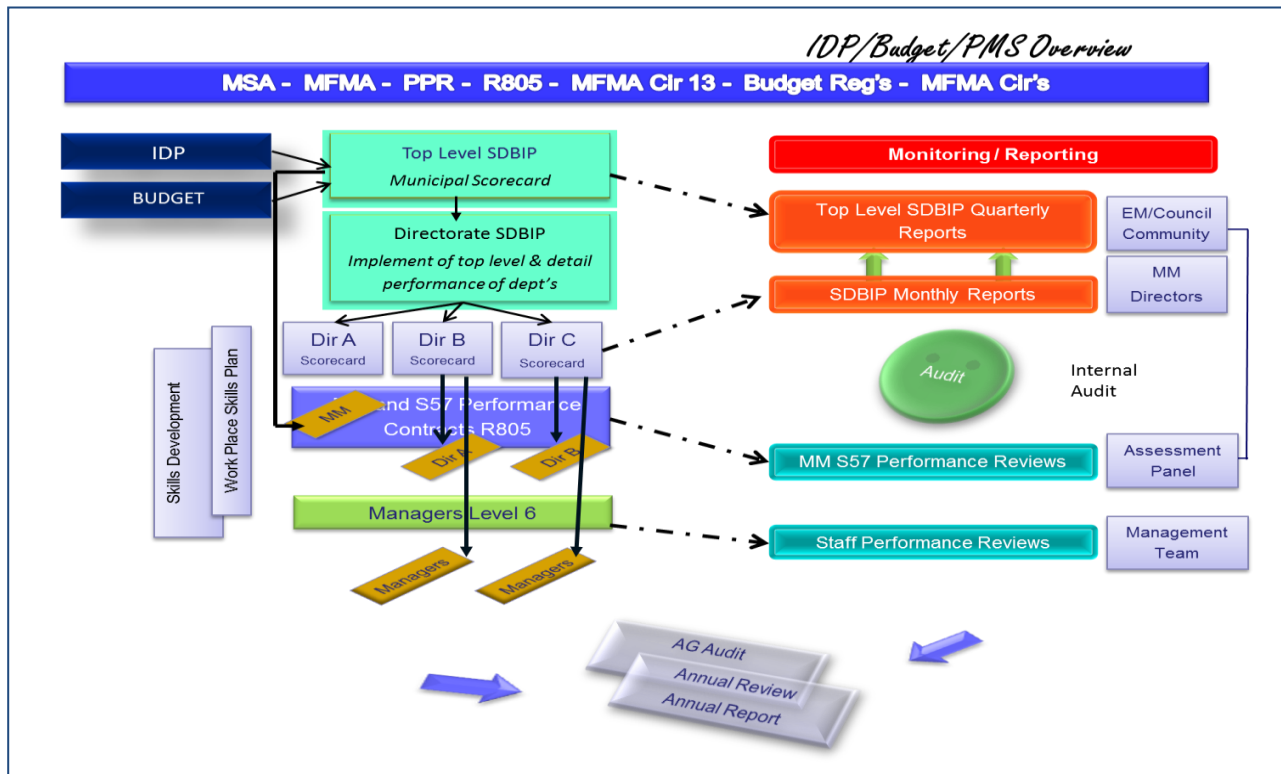 IDP/Budget/PMS Overview
MSA - MFMA - PPR - R805 - MFMA Cir 13 - Budget Reg's - MFMA Cir's
IDP
BUDGET
Top Level SDBIP
Municipal Scorecard
Directorate SDBIP
Implement of top level & detail
performance of dept's
Dir A
Scorecard
Dir B
Scorecard
Dir C
Scorecard
Skills Development
Work Place Skills Plan
and S57 Performance
Contracts R805
MM
Dir A
Dir B
Managers Level 6
Managers
Managers
Monitoring / Reporting
Top Level SDBIP Quarterly
Reports
EM/Council
Community
SDBIP Monthly Reports
MM
Directors
Audit
Internal
Audit
MM S57 Performance Reviews
Assessment
Panel
Staff Performance Reviews
Management
Team
AG Audit
Annual Review
Annual Report